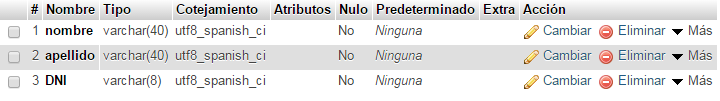 # Nombre Tipo Cotejamiento Atributos Nulo Predeterminado Extra Acción
1 nombre varchar(40) utf8_spanish_ci No Ninguna Cambiar Eliminar Más
2 apellido varchar(40) utf8_spanish_ci No Ninguna Cambiar Eliminar Más
3 DNI varchar(8) utf8_spanish_ci No Ninguna Cambiar Eliminar Más